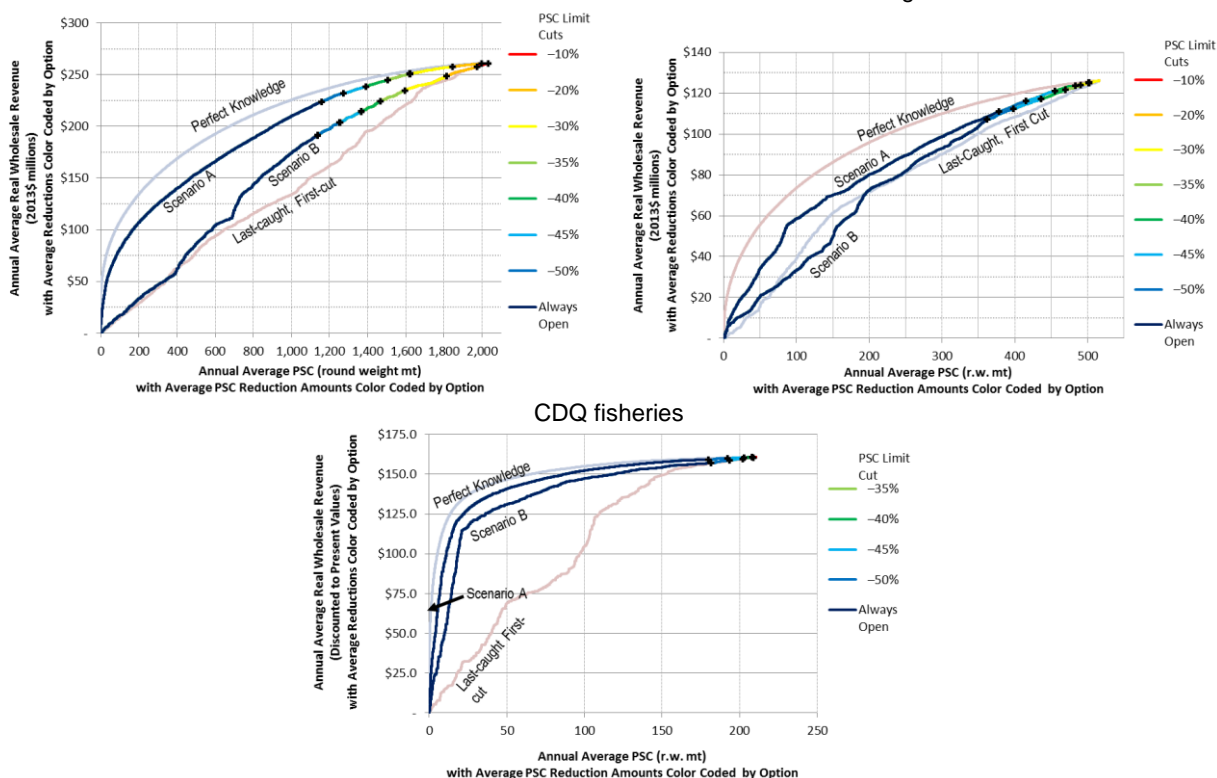 $300
$250
$200
$150
$100
$50
-
0 200 400 600 800 1,000 1,200 1,400 1,600 1,800 2,000
Annual Average Real Wholesale Revenue
(2013$ millions)
with Average Reductions Color Coded by Option
Annual Average PSC (round weight mt)
with Average PSC Reduction Amounts Color Coded by Option
Perfect Knowledge
Scenario A
Scenario B
Last-caught, First-cut
PSC Limit
Cuts
–10%
–20%
–30%
–35%
–40%
–45%
–50%
Always
Open
$140
$120
$100
$80
$60
$40
$20
-
0 100 200 300 400 500
Annual Average Real Wholesale Revenue
(2013$ millions)
with Average Reductions Color Coded by Option
Annual Average PSC (r.w. mt)
with Average PSC Reduction Amounts Color Coded by Option
Perfect Knowledge
Scenario A
Last-Caught, First Cut
Scenario B
PSC Limit
Cuts
–10%
–20%
–30%
–35%
–40%
–45%
–50%
Always
Open
CDQ fisheries
$175.0
$150.0
$125.0
$100.0
$75.0
$50.0
$25.0
-
0 50 100 150 200 250
Annual Average Real Wholesale Revenue
(Discounted to Present Values)
with Average Reductions Color Coded by Option
Annual Average PSC (r.w. mt)
with Average PSC Reduction Amounts Color Coded by Option
Perfect Knowledge
Scenario B
Scenario A
Last-caught First-
cut
PSC Limit
Cut
–35%
–40%
–45%
–50%
Always
Open